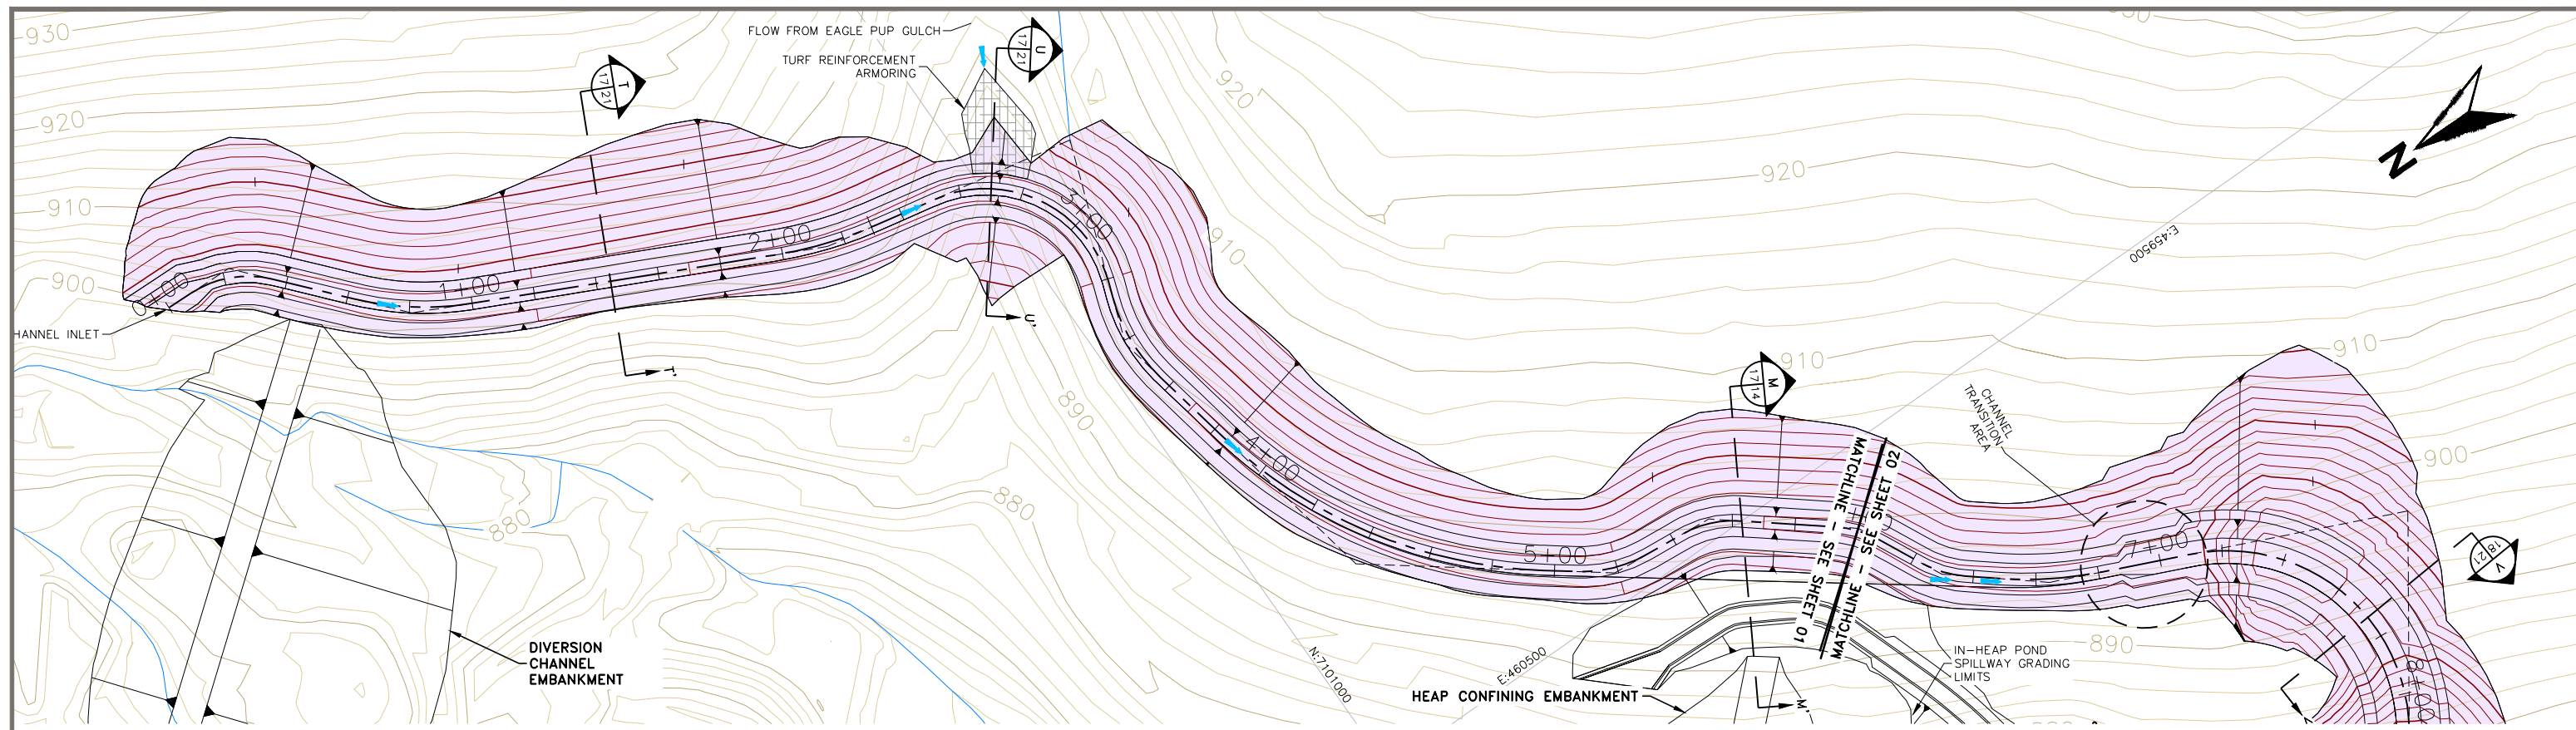 930
FLOW FROM EAGLE PUP GULCH
TURF REINFORCEMENT
ARMORING
T
17 21
U
17 21
920
920
920
910
910
910
910
900
900
890
890
880
880
N
E:459500
E:460500
N:7101000
0+00
1+00
2+00
3+00
4+00
5+00
7+00
8+00
HANNEL INLET
T'
U'
M
17 14
M'
V
18 21
CHANNEL
TRANSITION
AREA
MATCHLINE - SEE SHEET 01
MATCHLINE - SEE SHEET 02
DIVERSION
CHANNEL
EMBANKMENT
HEAP CONFINING EMBANKMENT
IN-HEAP POND
SPILLWAY GRADING
LIMITS